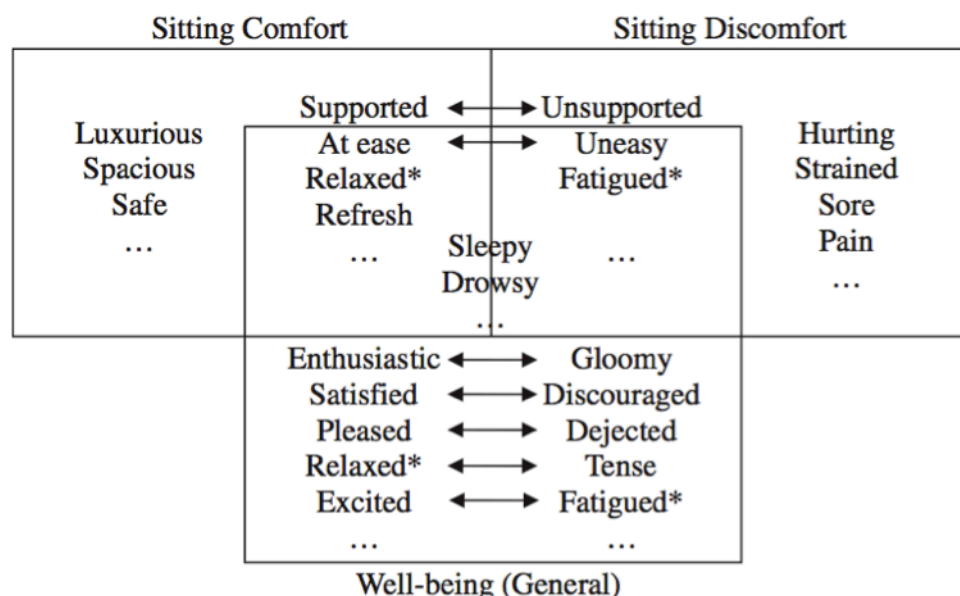 Sitting Comfort Sitting Discomfort
Supported Unsupported
Luxurious
Spacious
Safe
…
At ease Uneasy
Relaxed* Fatigued*
Refresh
… …
Sleepy
Drowsy
…
Hurting
Strained
Sore
Pain
…
Enthusiastic Gloomy
Satisfied Discouraged
Pleased Dejected
Relaxed* Tense
Excited Fatigued*
… …
Well-being (General)